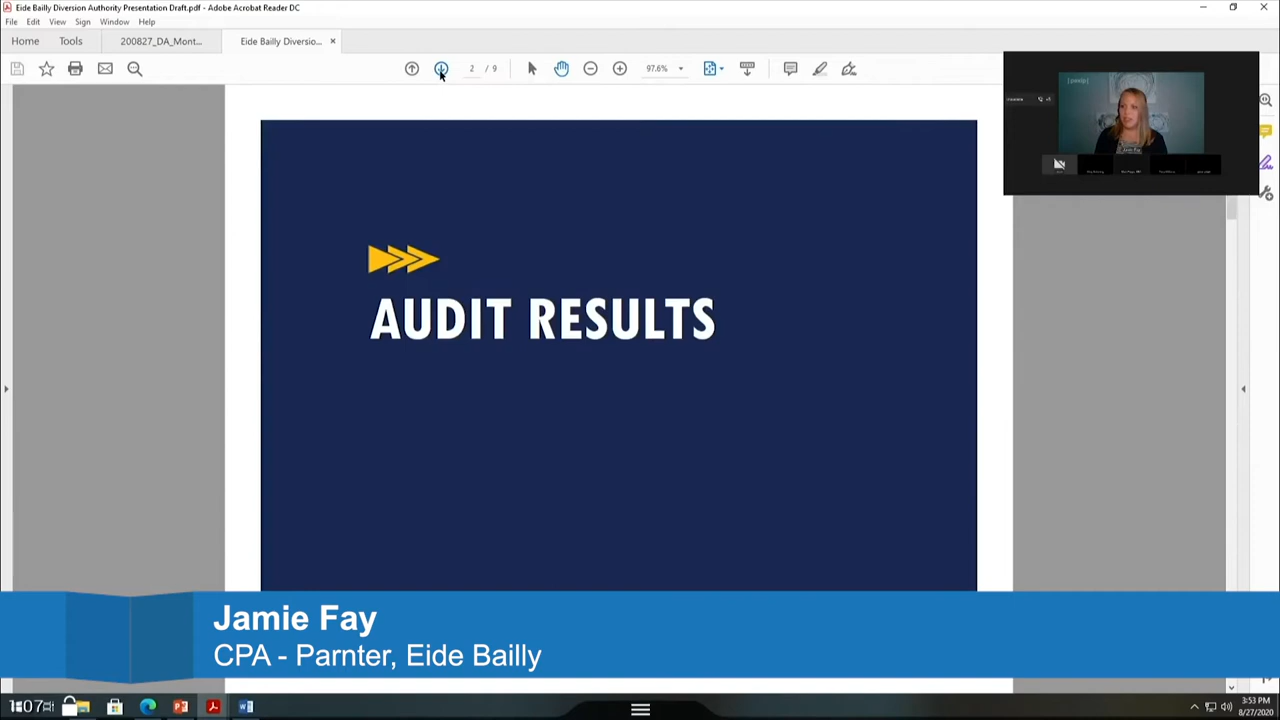 Eide Bailly Diversion Authority Presentation Draft.pdf - Adobe Acrobat Reader DC
File Edit View Sign Window Help
Home Tools 200827_DA_Mont... Eide Bailly Diversio... ×
2 / 9 97.6%
Jamie Fay
AUDIT RESULTS
Jamie Fay
CPA - Parnter, Eide Bailly
3:53 PM
8/27/2020